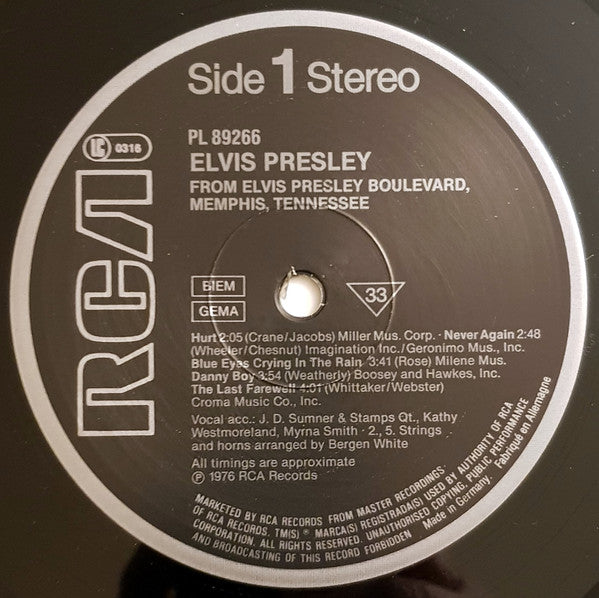 Side 1 Stereo
LC 0316
RCA
PL 89266
ELVIS PRESLEY
FROM ELVIS PRESLEY BOULEVARD,
MEMPHIS, TENNESSEE
BIEM
GEMA
33
Hurt 2:05 (Crane/Jacobs) Miller Mus. Corp. · Never Again 2:48
(Wheeler/Chesnut) Imagination Inc./Geronimo Mus., Inc.
Blue Eyes Crying In The Rain 3:41 (Rose) Milene Mus.
Danny Boy 3:54 (Weatherly) Boosey and Hawkes, Inc.
The Last Farewell 4:01 (Whittaker/Webster)
Croma Music Co., Inc.
Vocal acc.: J. D. Sumner & Stamps Qt., Kathy
Westmoreland, Myrna Smith · 2., 5. Strings
and horns arranged by Bergen White
All timings are approximate
℗ 1976 RCA Records
MARKETED BY RCA RECORDS FROM MASTER RECORDINGS
OF RCA RECORDS. TM(S) ® MARCA(S) REGISTRADA(S) USED BY AUTHORITY OF RCA
CORPORATION. ALL RIGHTS RESERVED. UNAUTHORISED COPYING, PUBLIC PERFORMANCE
AND BROADCASTING OF THIS RECORD FORBIDDEN
Made in Germany. Fabriqué en Allemagne